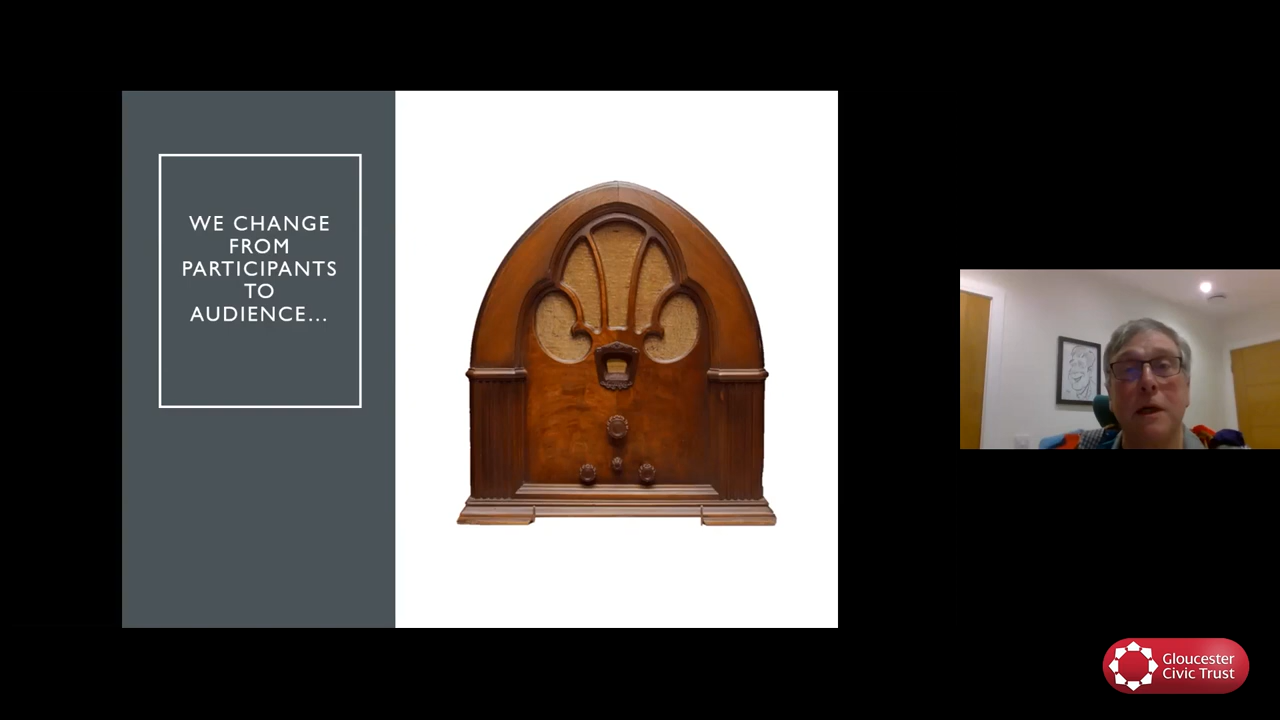 WE CHANGE
FROM
PARTICIPANTS
TO
AUDIENCE...
Gloucester
Civic Trust